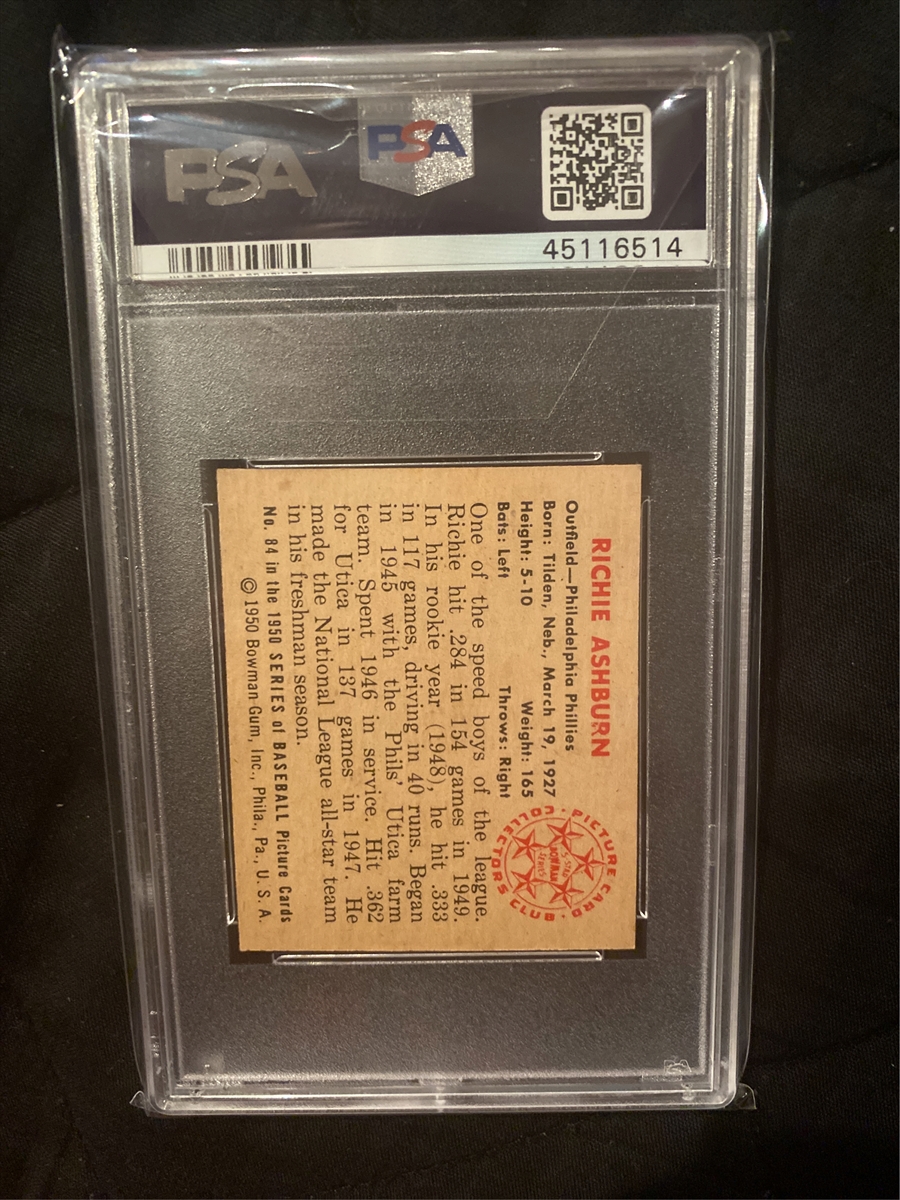 PSA
PSA
45116514
RICHIE ASHBURN
Outfield—Philadelphia Phillies
Born: Tilden, Neb., March 19, 1927
Height: 5-10 Weight: 165
Bats: Left Throws: Right
PICTURE CARD
COLLECTORS CLUB
5-STAR
BOWMAN
SERIES
One of the speed boys of the league.
Richie hit .284 in 154 games in 1949.
In his rookie year (1948), he hit .333
in 117 games, driving in 40 runs. Began
in 1945 with the Phils' Utica farm
team. Spent 1946 in service. Hit .362
for Utica in 137 games in 1947. He
made the National League all-star team
in his freshman season.
No. 84 in the 1950 SERIES of BASEBALL Picture Cards
© 1950 Bowman Gum, Inc., Phila., Pa., U. S. A.